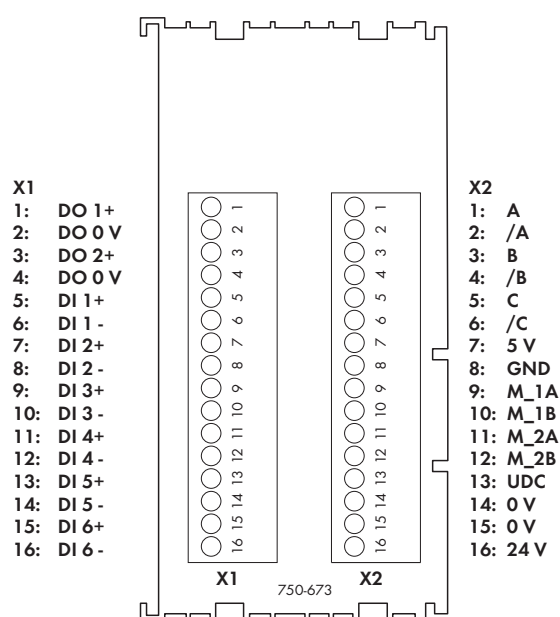 X1
1: DO 1+
2: DO 0 V
3: DO 2+
4: DO 0 V
5: DI 1+
6: DI 1 -
7: DI 2+
8: DI 2 -
9: DI 3+
10: DI 3 -
11: DI 4+
12: DI 4 -
13: DI 5+
14: DI 5 -
15: DI 6+
16: DI 6 -
1
2
3
4
5
6
7
8
9
10
11
12
13
14
15
16
X1
1
2
3
4
5
6
7
8
9
10
11
12
13
14
15
16
X2
750-673
X2
1: A
2: /A
3: B
4: /B
5: C
6: /C
7: 5 V
8: GND
9: M_1A
10: M_1B
11: M_2A
12: M_2B
13: UDC
14: 0 V
15: 0 V
16: 24 V